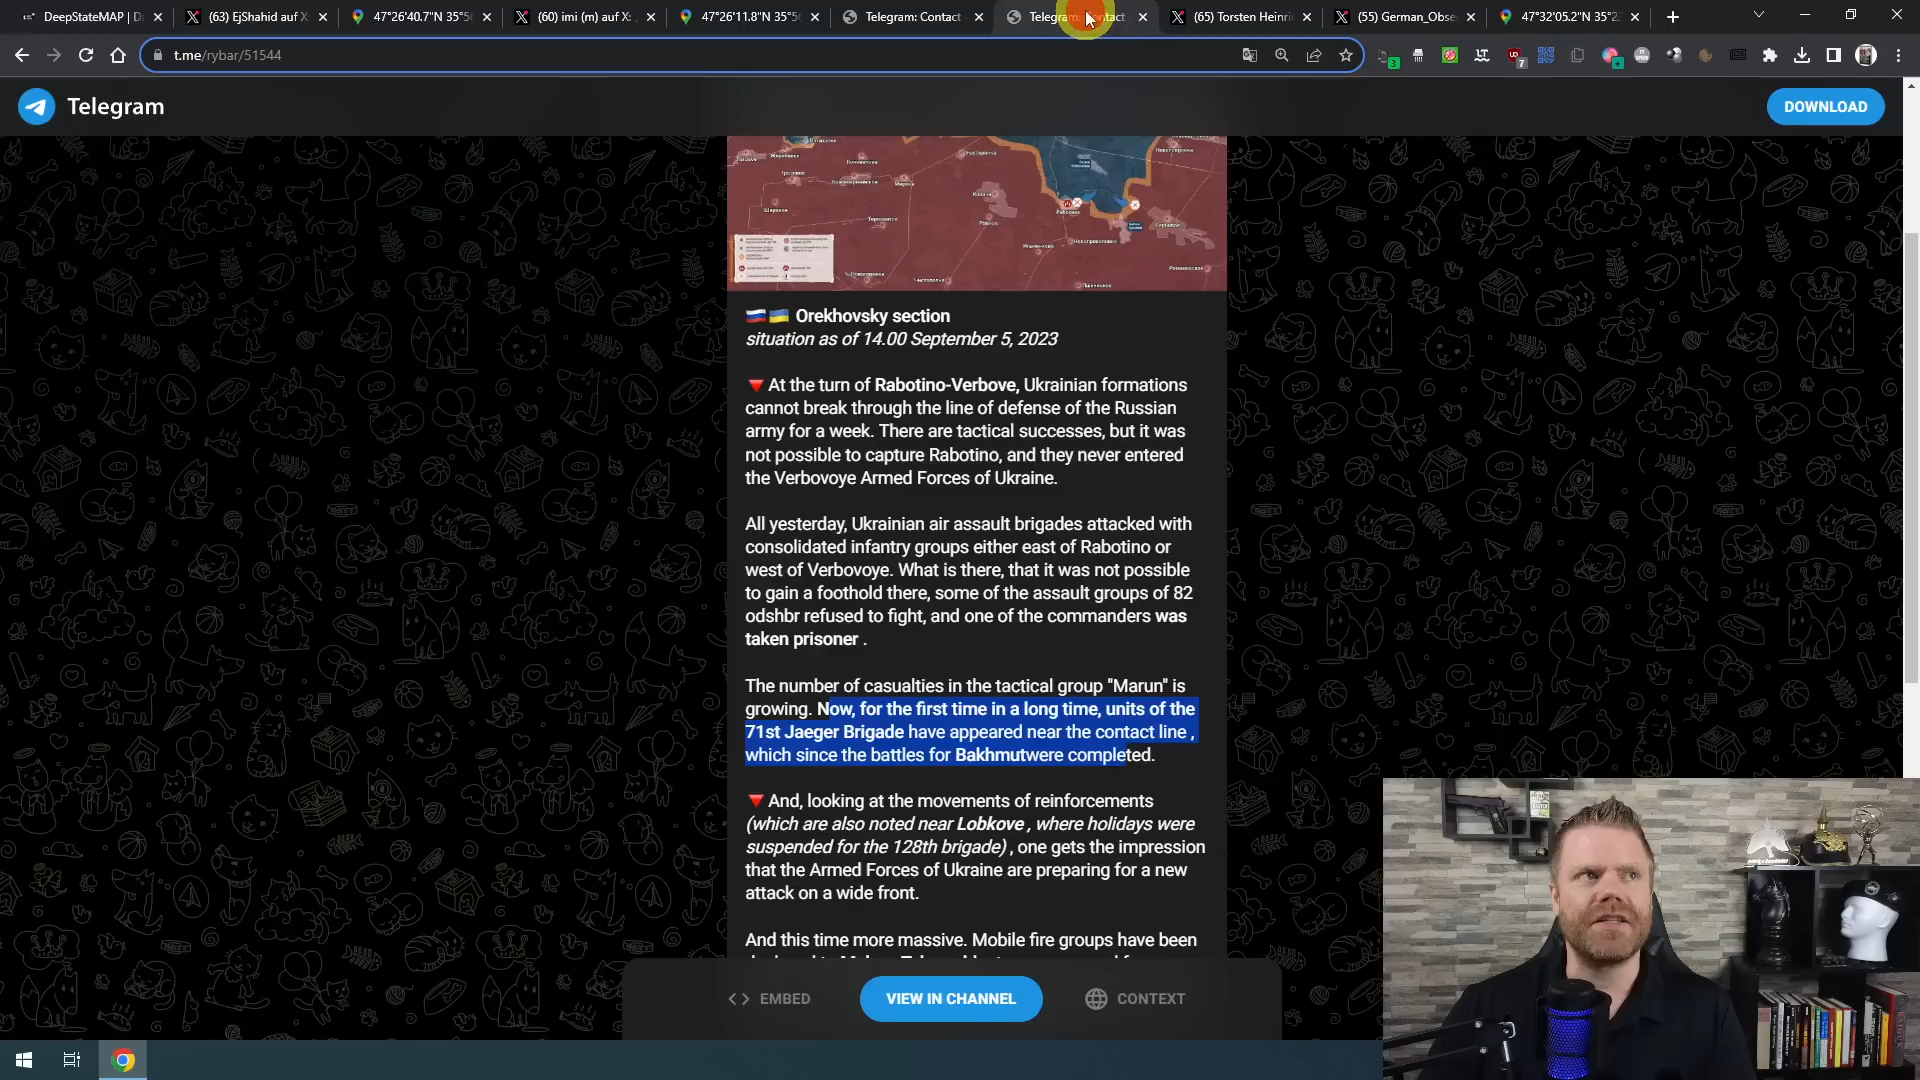 DeepStateMAP | D
(63) EjShahid auf X
47°26'40.7"N 35°5
(60) imi (m) auf X:
47°26'11.8"N 35°5
Telegram: Contact
Telegram: Contact
(65) Torsten Heinri
(55) German_Obse
47°32'05.2"N 35°2
t.me/rybar/51544
Telegram
DOWNLOAD
Orekhovsky section
situation as of 14.00 September 5, 2023
At the turn of Rabotino-Verbove, Ukrainian formations
cannot break through the line of defense of the Russian
army for a week. There are tactical successes, but it was
not possible to capture Rabotino, and they never entered
the Verbovoye Armed Forces of Ukraine.
All yesterday, Ukrainian air assault brigades attacked with
consolidated infantry groups either east of Rabotino or
west of Verbovoye. What is there, that it was not possible
to gain a foothold there, some of the assault groups of 82
odshbr refused to fight, and one of the commanders was
taken prisoner .
The number of casualties in the tactical group "Marun" is
growing. Now, for the first time in a long time, units of the
71st Jaeger Brigade have appeared near the contact line ,
which since the battles for Bakhmutwere completed.
And, looking at the movements of reinforcements
(which are also noted near Lobkove , where holidays were
suspended for the 128th brigade) , one gets the impression
that the Armed Forces of Ukraine are preparing for a new
attack on a wide front.
And this time more massive. Mobile fire groups have been
EMBED
VIEW IN CHANNEL
CONTEXT